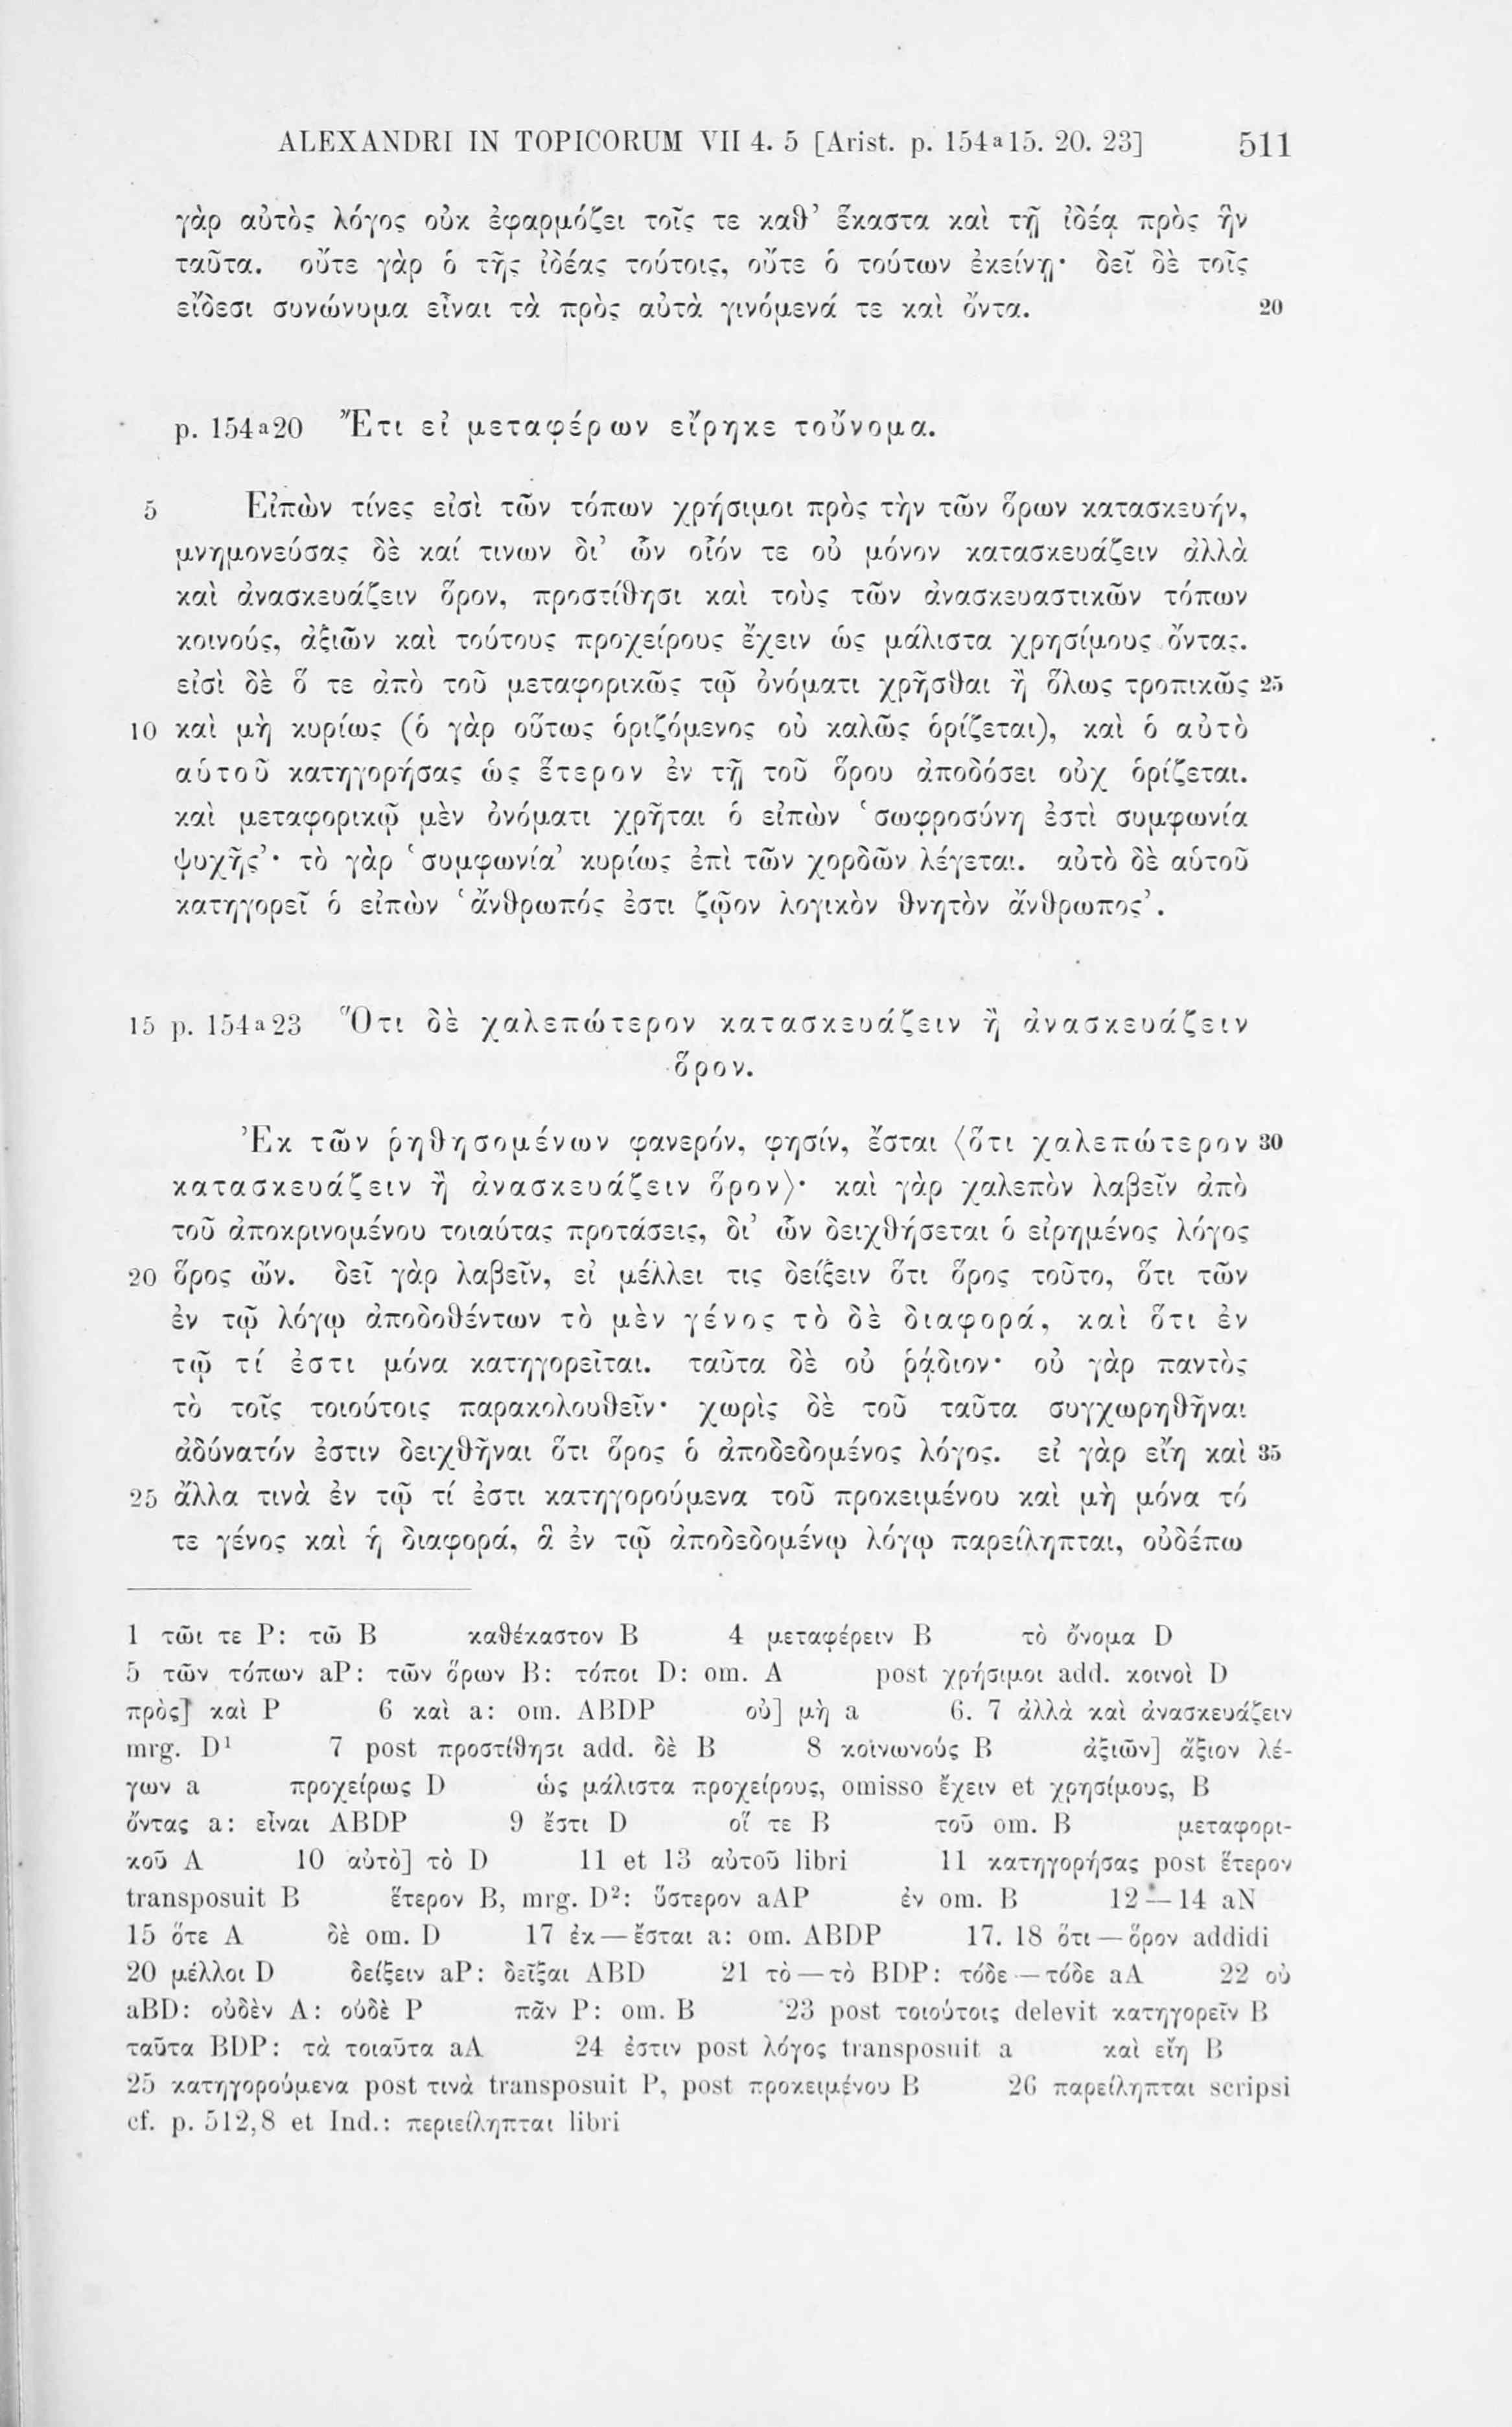 ALEXANDRI IN TOPICORUM VII 4. 5 [Arist. p. 154a15. 20. 23] 511
γὰρ αὐτὸς λόγος οὐκ ἐφαρμόζει τοῖς τε καθ’ ἕκαστα καὶ τῇ ἰδέᾳ πρὸς ἣν
ταῦτα. οὔτε γὰρ ὁ τῆς ἰδέας τούτοις, οὔτε ὁ τούτων ἐκείνῃ· δεῖ δὲ τοῖς
εἴδεσι συνώνυμα εἶναι τὰ πρὸς αὐτὰ γινόμενά τε καὶ ὄντα. 20
p. 154a20 Ἔτι εἰ μεταφέρων εἴρηκε τοὔνομα.
5 Εἰπὼν τίνες εἰσὶ τῶν τόπων χρήσιμοι πρὸς τὴν τῶν ὅρων κατασκευήν,
μνημονεύσας δὲ καί τινων δι’ ὧν οἷόν τε οὐ μόνον κατασκευάζειν ἀλλὰ
καὶ ἀνασκευάζειν ὅρον, προστίθησι καὶ τοὺς τῶν ἀνασκευαστικῶν τόπων
κοινούς, ἀξιῶν καὶ τούτους προχείρους ἔχειν ὡς μάλιστα χρησίμους ὄντας.
εἰσὶ δὲ ὅ τε ἀπὸ τοῦ μεταφορικῶς τῷ ὀνόματι χρῆσθαι ἢ ὅλως τροπικῶς 25
10 καὶ μὴ κυρίως (ὁ γὰρ οὕτως ὁριζόμενος οὐ καλῶς ὁρίζεται), καὶ ὁ αὐτὸ
αὑτοῦ κατηγορήσας ὡς ἕτερον ἐν τῇ τοῦ ὅρου ἀποδόσει οὐχ ὁρίζεται.
καὶ μεταφορικῷ μὲν ὀνόματι χρῆται ὁ εἰπὼν ‘σωφροσύνη ἐστὶ συμφωνία
ψυχῆς’· τὸ γὰρ ‘συμφωνία’ κυρίως ἐπὶ τῶν χορδῶν λέγεται. αὐτὸ δὲ αὑτοῦ
κατηγορεῖ ὁ εἰπὼν ‘ἄνθρωπός ἐστι ζῷον λογικὸν θνητὸν ἄνθρωπος’.
15 p. 154a23 Ὅτι δὲ χαλεπώτερον κατασκευάζειν ἢ ἀνασκευάζειν
ὅρον.
Ἐκ τῶν ῥηθησομένων φανερόν, φησίν, ἔσται ⟨ὅτι χαλεπώτερον 30
κατασκευάζειν ἢ ἀνασκευάζειν ὅρον⟩· καὶ γὰρ χαλεπὸν λαβεῖν ἀπὸ
τοῦ ἀποκρινομένου τοιαύτας προτάσεις, δι’ ὧν δειχθήσεται ὁ εἰρημένος λόγος
20 ὅρος ὤν. δεῖ γὰρ λαβεῖν, εἰ μέλλει τις δείξειν ὅτι ὅρος τοῦτο, ὅτι τῶν
ἐν τῷ λόγῳ ἀποδοθέντων τὸ μὲν γένος τὸ δὲ διαφορά, καὶ ὅτι ἐν
τῷ τί ἐστι μόνα κατηγορεῖται. ταῦτα δὲ οὐ ῥᾴδιον· οὐ γὰρ παντὸς
τὸ τοῖς τοιούτοις παρακολουθεῖν· χωρὶς δὲ τοῦ ταῦτα συγχωρηθῆναι
ἀδύνατόν ἐστιν δειχθῆναι ὅτι ὅρος ὁ ἀποδεδομένος λόγος. εἰ γὰρ εἴη καὶ 35
25 ἄλλα τινὰ ἐν τῷ τί ἐστι κατηγορούμενα τοῦ προκειμένου καὶ μὴ μόνα τό
τε γένος καὶ ἡ διαφορά, ἃ ἐν τῷ ἀποδεδομένῳ λόγῳ παρείληπται, οὐδέπω
1 τῶι τε P: τῶ B καθέκαστον B 4 μεταφέρειν B τὸ ὄνομα D
5 τῶν τόπων aP: τῶν ὅρων B: τόποι D: om. A post χρήσιμοι add. κοινοὶ D
πρὸς] καὶ P 6 καὶ a: om. ABDP οὐ] μὴ a 6. 7 ἀλλὰ καὶ ἀνασκευάζειν
mrg. D¹ 7 post προστίθησι add. δὲ B 8 κοινωνούς B ἀξιῶν] ἄξιον λέ-
γων a προχείρως D ὡς μάλιστα προχείρους, omisso ἔχειν et χρησίμους, B
ὄντας a: εἶναι ABDP 9 ἔστι D οἵ τε B τοῦ om. B μεταφορι-
κοῦ A 10 αὐτὸ] τὸ D 11 et 13 αὐτοῦ libri 11 κατηγορήσας post ἕτερον
transposuit B ἕτερον B, mrg. D²: ὕστερον aAP ἐν om. B 12—14 aN
15 ὅτε A δὲ om. D 17 ἐκ—ἔσται a: om. ABDP 17. 18 ὅτι—ὅρον addidi
20 μέλλοι D δείξειν aP: δεῖξαι ABD 21 τὸ—τὸ BDP: τόδε—τόδε aA 22 οὐ
aBD: οὐδὲν A: οὐδὲ P πᾶν P: om. B 23 post τοιούτοις delevit κατηγορεῖν B
ταῦτα BDP: τὰ τοιαῦτα aA 24 ἐστιν post λόγος transposuit a καὶ εἴη B
25 κατηγορούμενα post τινὰ transposuit P, post προκειμένου B 26 παρείληπται scripsi
cf. p. 512,8 et Ind.: περιείληπται libri